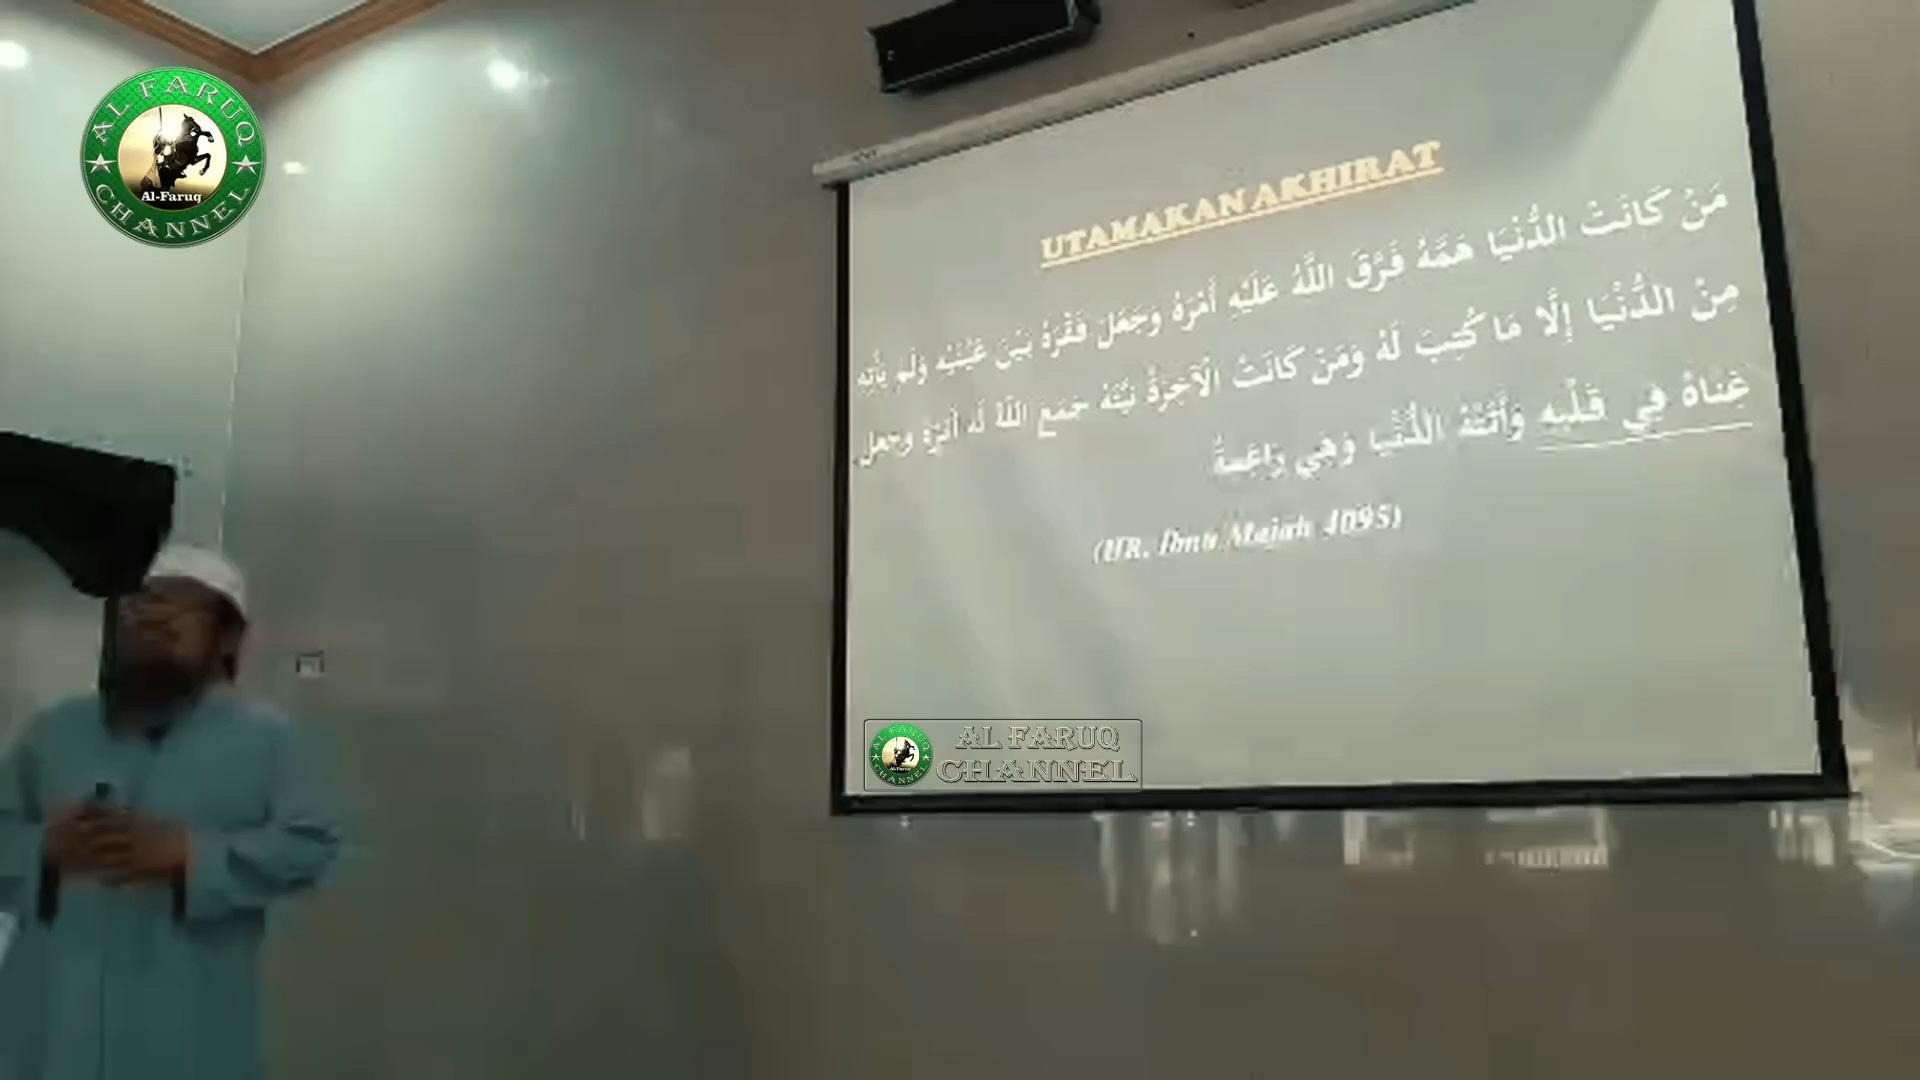 AL FARUQ
Al-Faruq
CHANNEL
UTAMAKAN AKHIRAT
مَنْ كَانَتْ الدُّنْيَا هَمَّهُ فَرَّقَ اللَّهُ عَلَيْهِ أَمْرَهُ وَجَعَلَ فَقْرَهُ بَيْنَ عَيْنَيْهِ وَلَمْ يَأْتِهِ
مِنْ الدُّنْيَا إِلَّا مَا كُتِبَ لَهُ وَمَنْ كَانَتْ الْآخِرَةُ نِيَّتَهُ جَمَعَ اللَّهُ لَهُ أَمْرَهُ وَجَعَلَ
غِنَاهُ فِي قَلْبِهِ وَأَتَتْهُ الدُّنْيَا وَهِيَ رَاغِمَةٌ
(HR. Ibnu Majah 4095)
AL FARUQ
CHANNEL